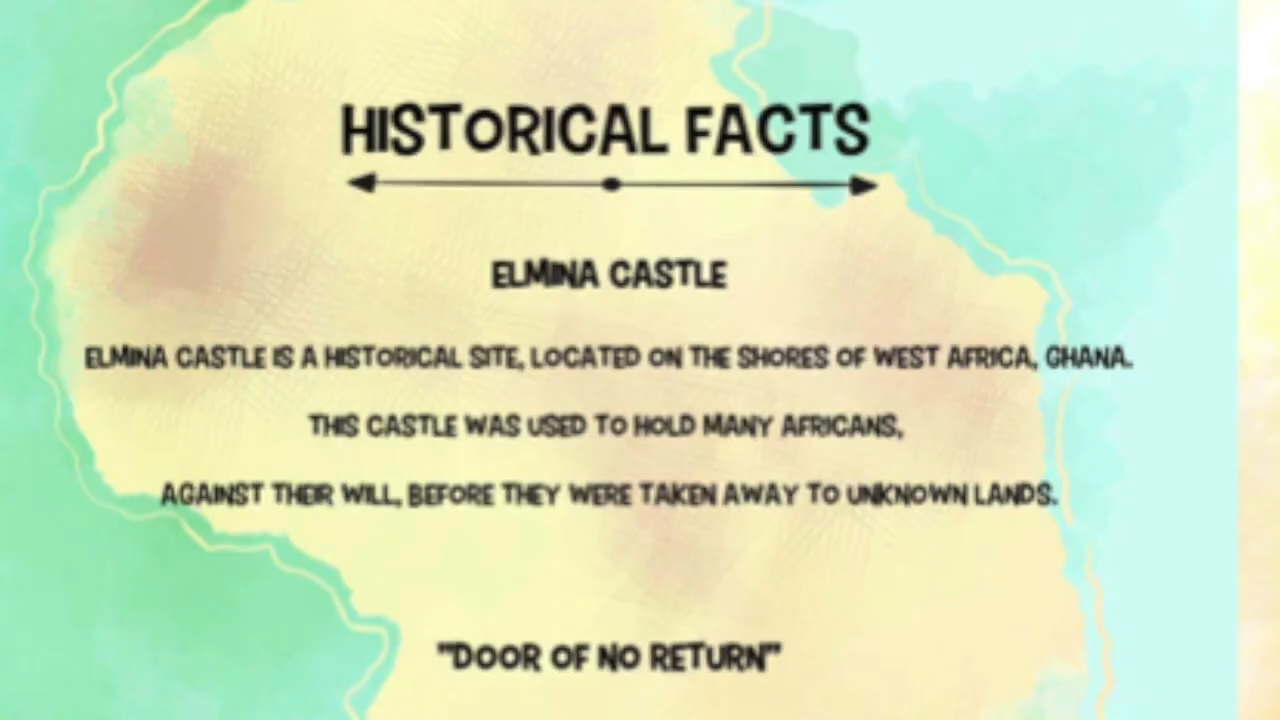 HISTORICAL FACTS
ELMINA CASTLE
ELMINA CASTLE IS A HISTORICAL SITE, LOCATED ON THE SHORES OF WEST AFRICA, GHANA.
THIS CASTLE WAS USED TO HOLD MANY AFRICANS,
AGAINST THEIR WILL, BEFORE THEY WERE TAKEN AWAY TO UNKNOWN LANDS.
"DOOR OF NO RETURN"